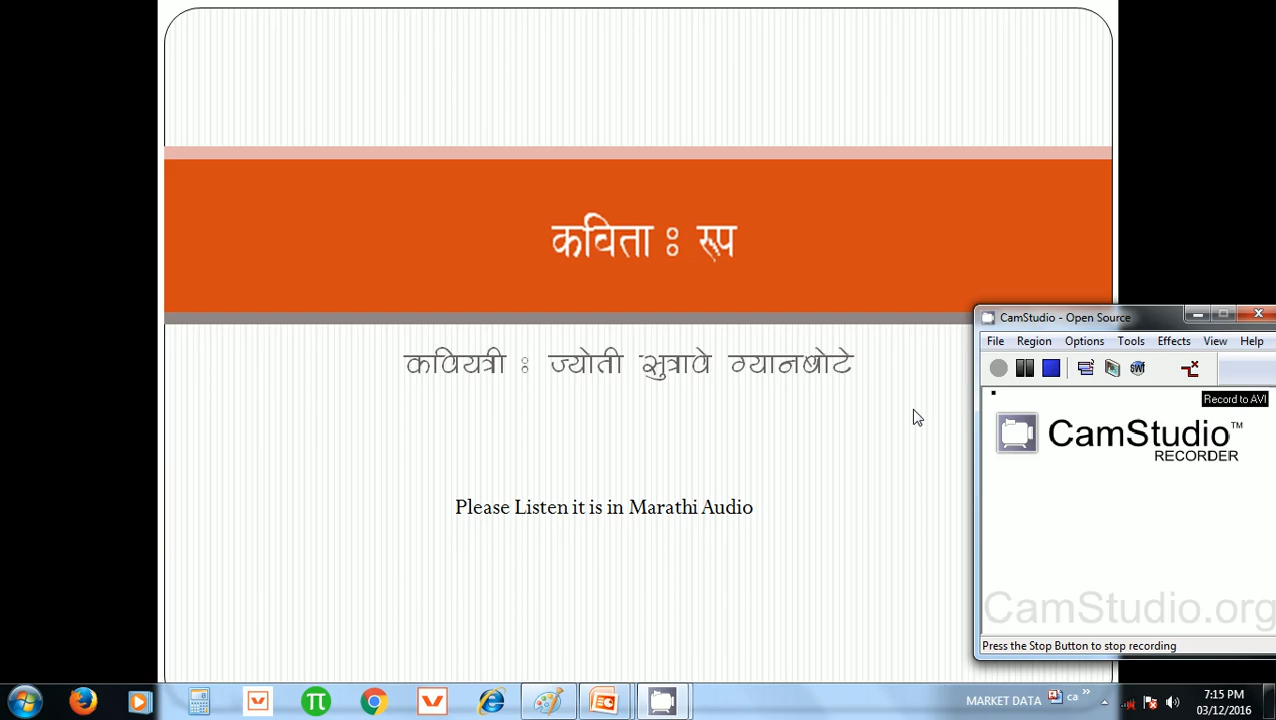 कविता : रूप
कवियत्री : ज्योती सुत्रावे ग्यानबोटे
Please Listen it is in Marathi Audio
CamStudio - Open Source
File Region Options Tools Effects View Help
Record to AVI
CamStudio™
RECORDER
CamStudio.org
Press the Stop Button to stop recording
MARKET DATA ca »
7:15 PM
03/12/2016